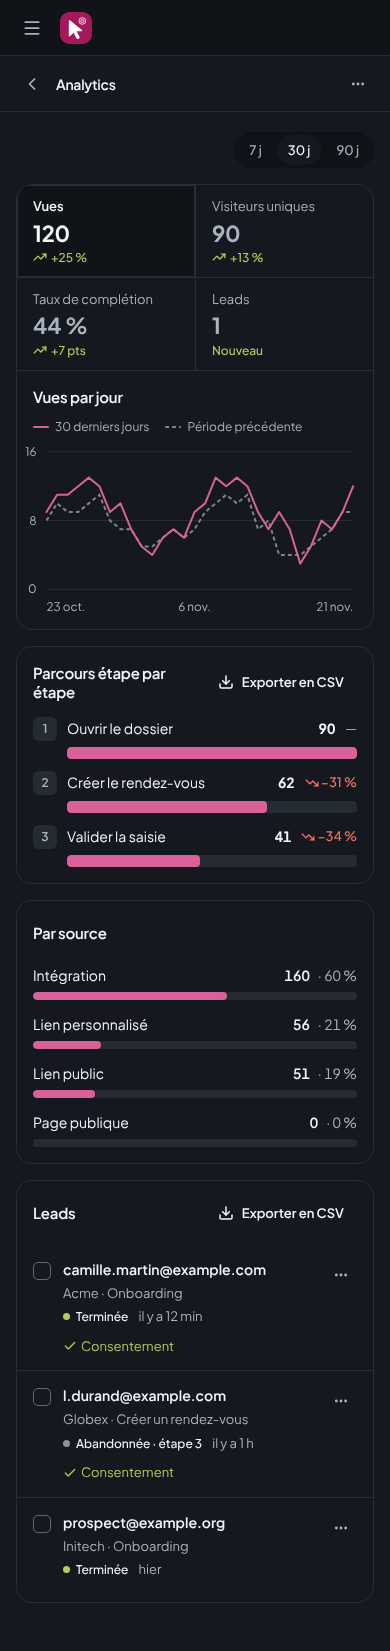 Analytics
7 j 30 j 90 j
Vues
120
+25 %
Visiteurs uniques
90
+13 %
Taux de complétion
44 %
+7 pts
Leads
1
Nouveau
Vues par jour
30 derniers jours Période précédente
16
8
0
23 oct. 6 nov. 21 nov.
Parcours étape par
étape
Exporter en CSV
1 Ouvrir le dossier 90 —
2 Créer le rendez-vous 62 −31 %
3 Valider la saisie 41 −34 %
Par source
Intégration 160 · 60 %
Lien personnalisé 56 · 21 %
Lien public 51 · 19 %
Page publique 0 · 0 %
Leads Exporter en CSV
camille.martin@example.com
Acme · Onboarding
Terminée il y a 12 min
Consentement
l.durand@example.com
Globex · Créer un rendez-vous
Abandonnée · étape 3 il y a 1 h
Consentement
prospect@example.org
Initech · Onboarding
Terminée hier